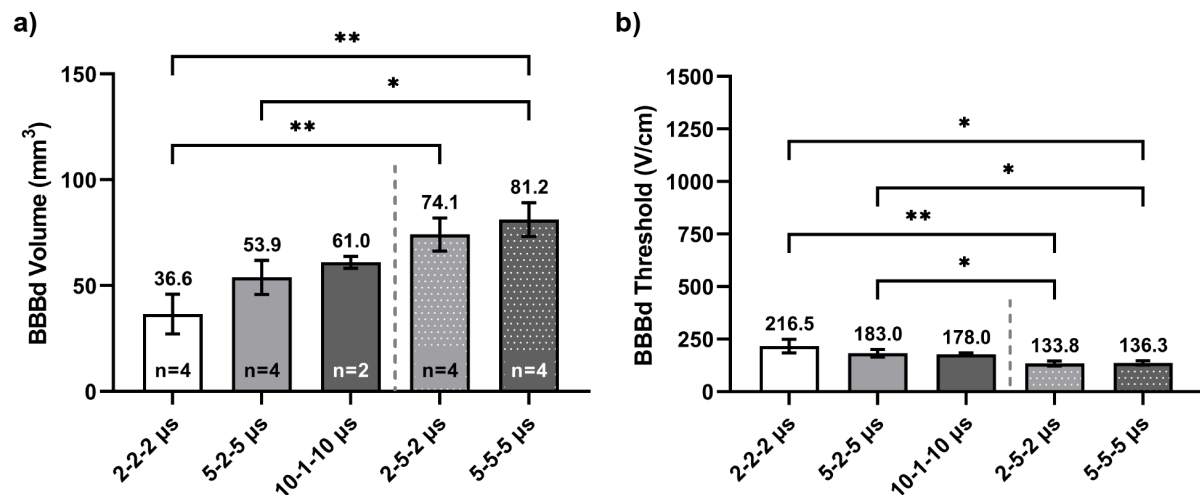 a)
BBBd Volume (mm³)
150
100
50
0
**
*
**
36.6
53.9
61.0
74.1
81.2
n=4
n=4
n=2
n=4
n=4
2-2-2 µs
5-2-5 µs
10-1-10 µs
2-5-2 µs
5-5-5 µs
b)
BBBd Threshold (V/cm)
1500
1250
1000
750
500
250
0
*
*
**
*
216.5
183.0
178.0
133.8
136.3
2-2-2 µs
5-2-5 µs
10-1-10 µs
2-5-2 µs
5-5-5 µs